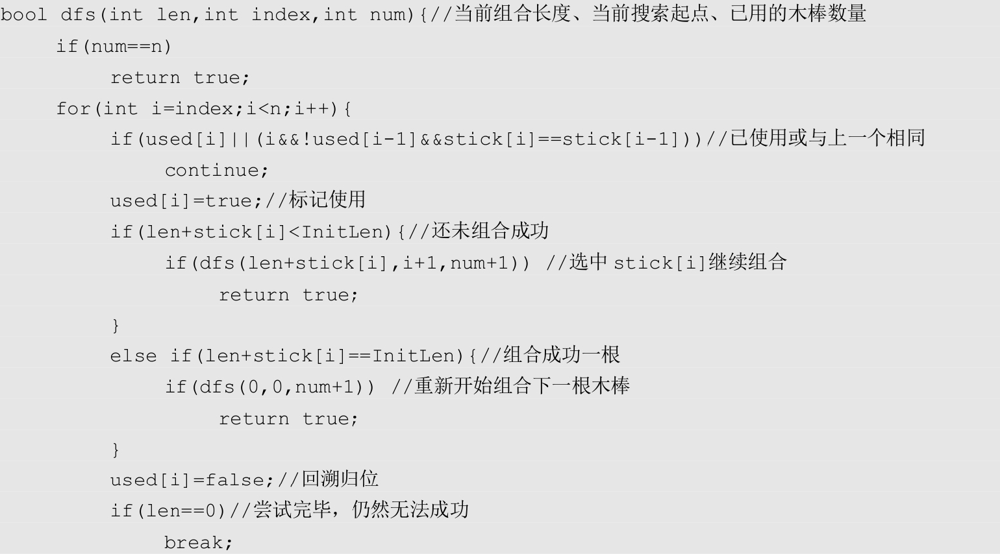 bool dfs(int len,int index,int num){//当前组合长度、当前搜索起点、已用的木棒数量
if(num==n)
return true;
for(int i=index;i<n;i++){
if(used[i]||(i&&!used[i-1]&&stick[i]==stick[i-1]))//已使用或与上一个相同
continue;
used[i]=true;//标记使用
if(len+stick[i]<InitLen){//还未组合成功
if(dfs(len+stick[i],i+1,num+1)) //选中 stick[i]继续组合
return true;
}
else if(len+stick[i]==InitLen){//组合成功一根
if(dfs(0,0,num+1)) //重新开始组合下一根木棒
return true;
}
used[i]=false;//回溯归位
if(len==0)//尝试完毕，仍然无法成功
break;